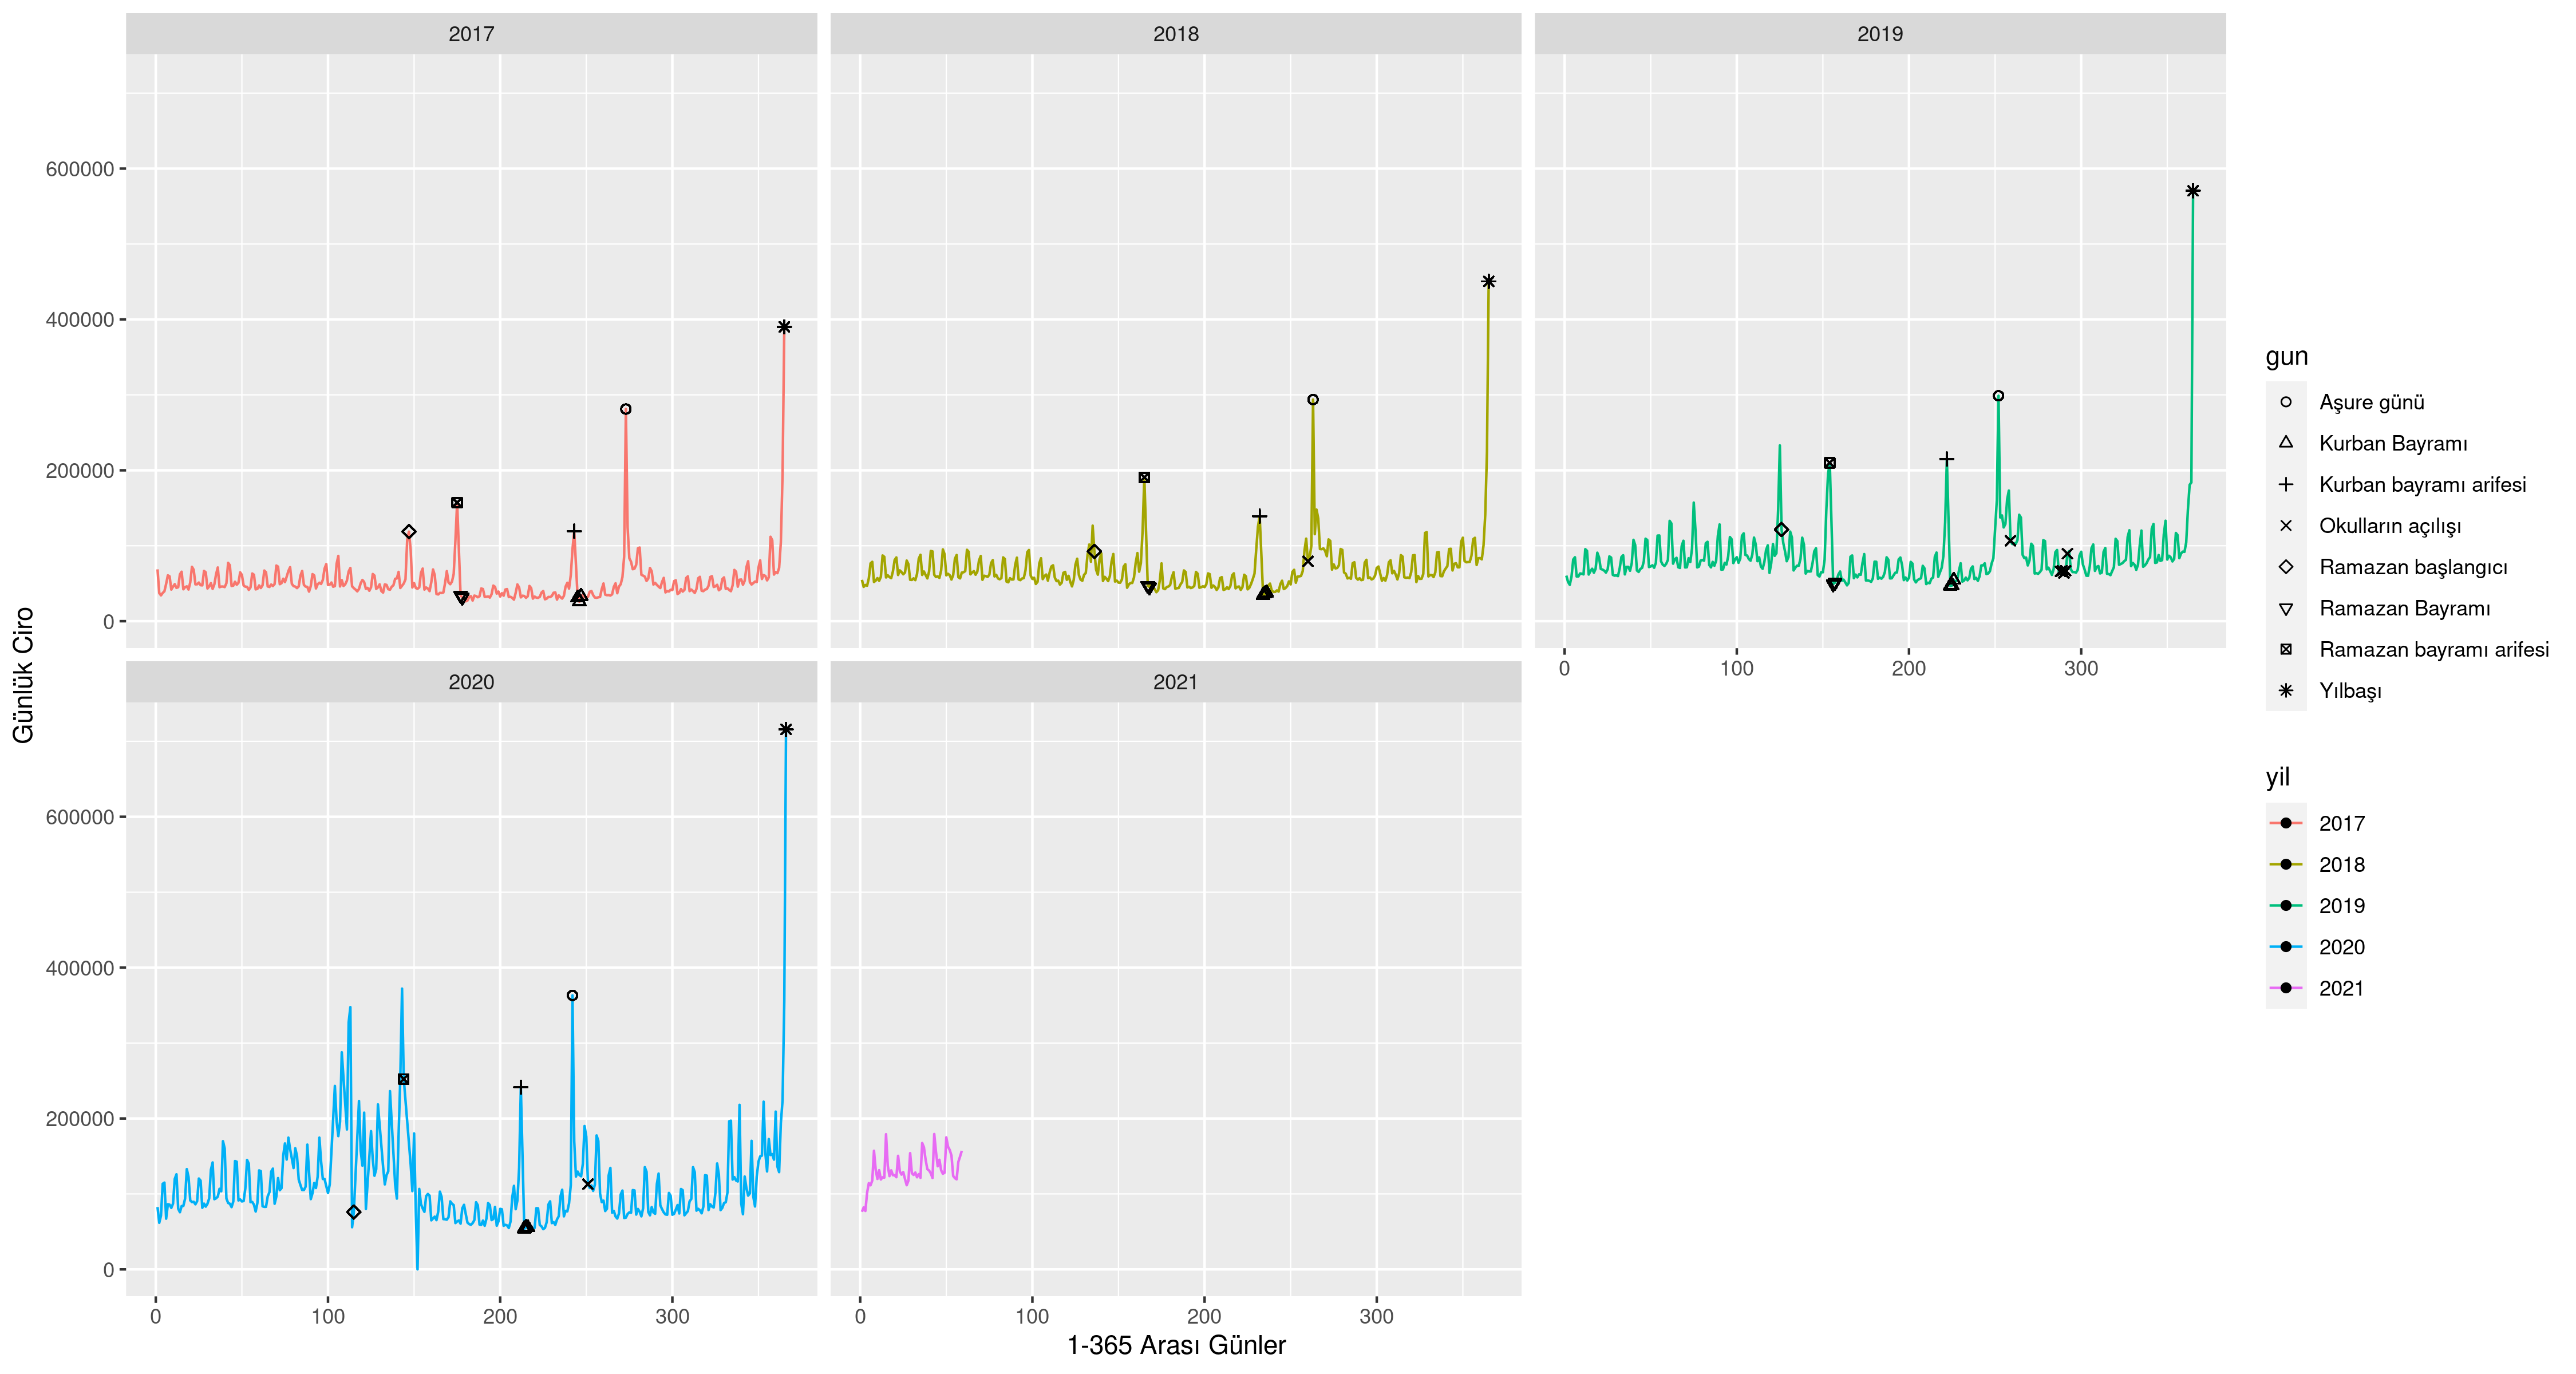 2017
2018
2019
600000
400000
200000
0
0 100 200 300
2020
2021
600000
400000
200000
0
0 100 200 300
0 100 200 300
Günlük Ciro
1-365 Arası Günler
gun
Aşure günü
Kurban Bayramı
Kurban bayramı arifesi
Okulların açılışı
Ramazan başlangıcı
Ramazan Bayramı
Ramazan bayramı arifesi
Yılbaşı
yil
2017
2018
2019
2020
2021